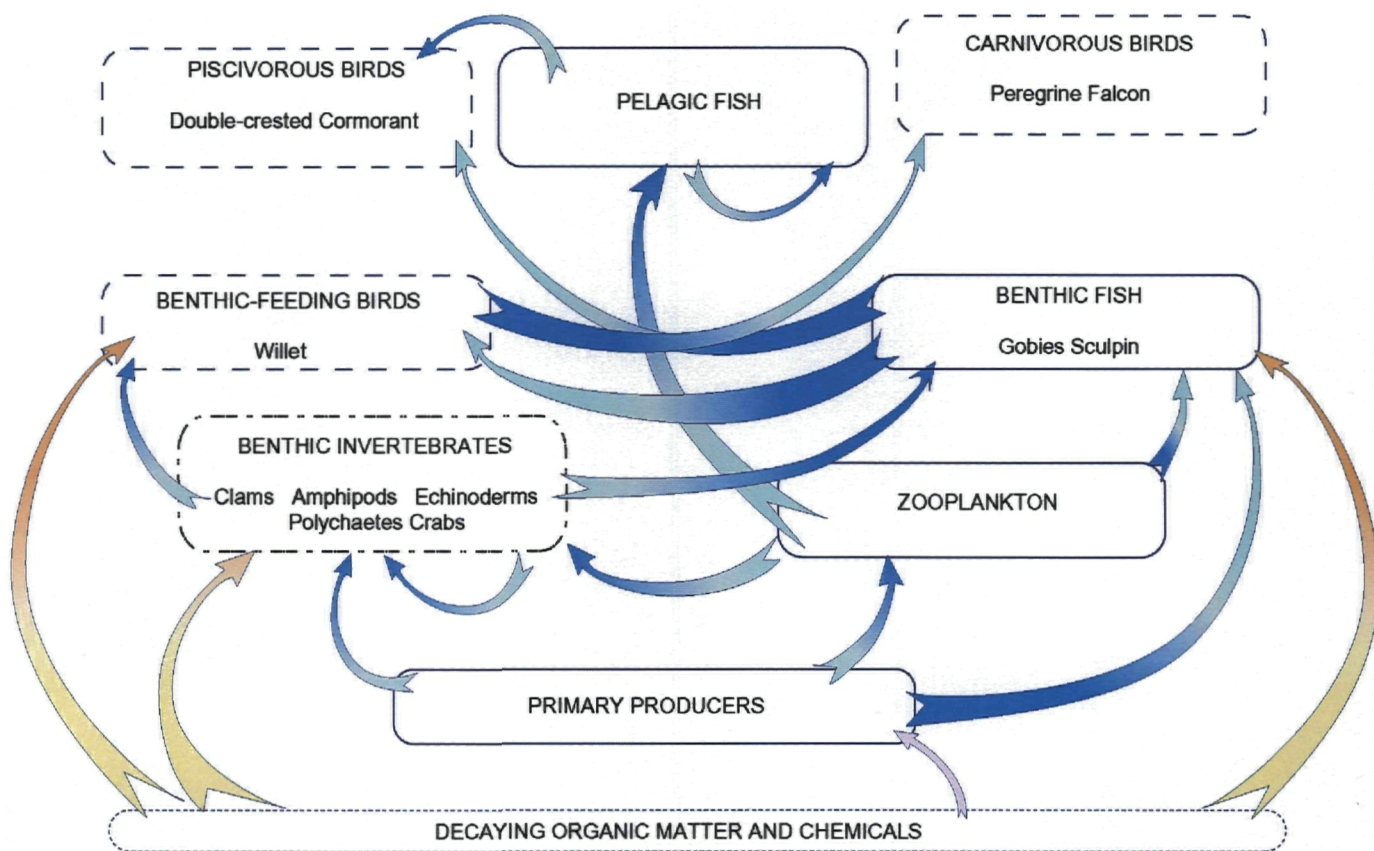 PISCIVOROUS BIRDS
Double-crested Cormorant
PELAGIC FISH
CARNIVOROUS BIRDS
Peregrine Falcon
BENTHIC-FEEDING BIRDS
Willet
BENTHIC FISH
Gobies Sculpin
BENTHIC INVERTEBRATES
Clams Amphipods Echinoderms
Polychaetes Crabs
ZOOPLANKTON
PRIMARY PRODUCERS
DECAYING ORGANIC MATTER AND CHEMICALS